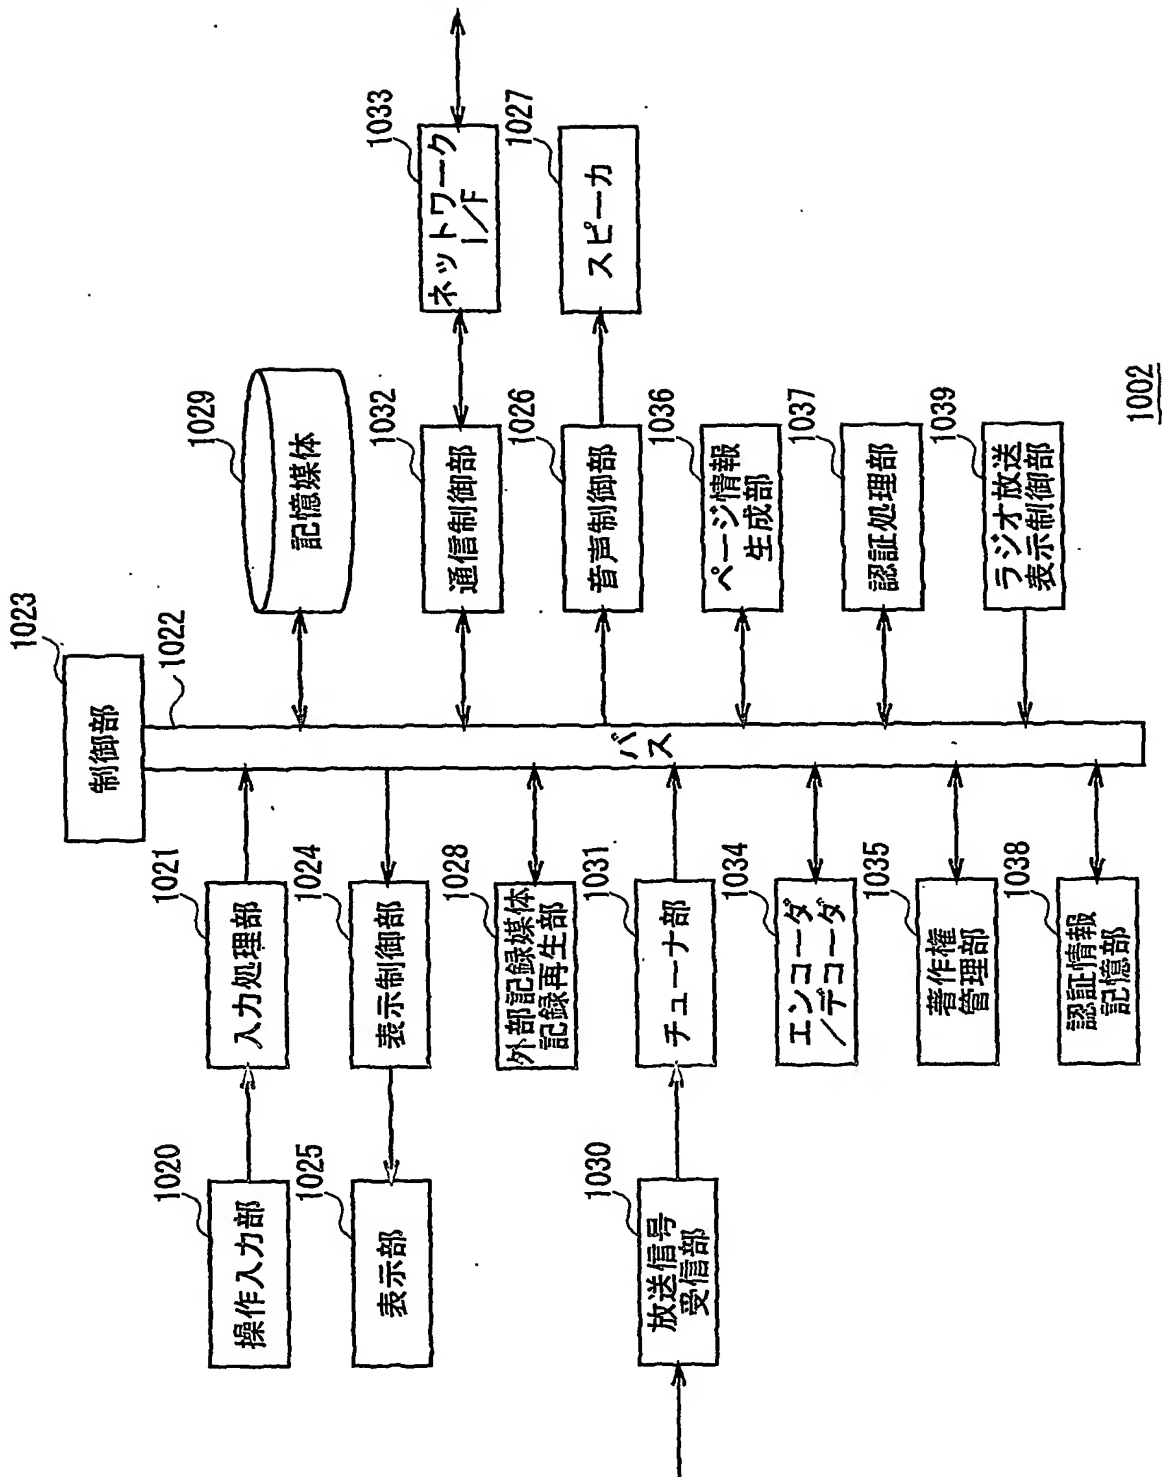 1023
制御部
1022
バス
1020
操作入力部
1021
入力処理部
1025
表示部
1024
表示制御部
1028
外部記録媒体
記録再生部
1030
放送信号
受信部
1031
チューナ部
1034
エンコーダ
／デコーダ
1035
著作権
管理部
1038
認証情報
記憶部
1029
記憶媒体
1032
通信制御部
1033
ネットワーク
I／F
1026
音声制御部
1027
スピーカ
1036
ページ情報
生成部
1037
認証処理部
1039
ラジオ放送
表示制御部
1002